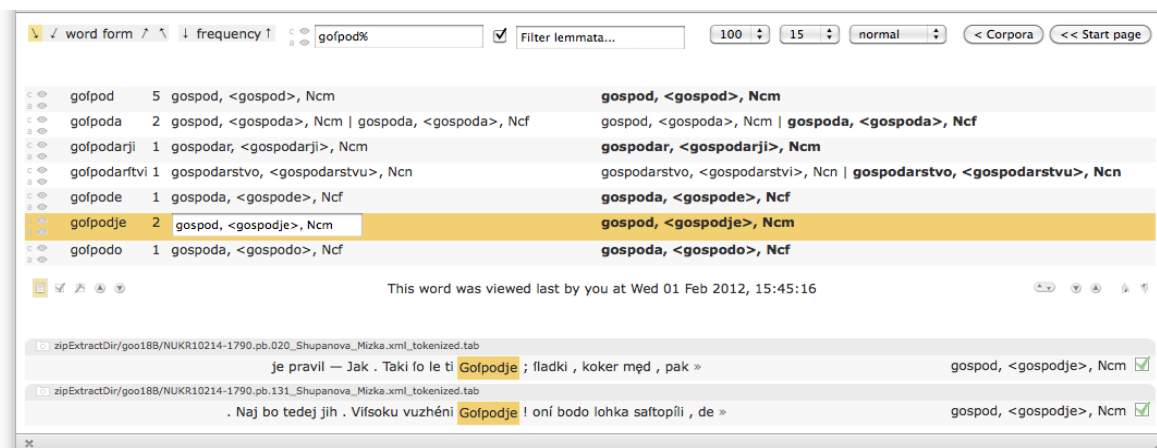 word form frequency↑ c a goſpod% Filter lemmata... 100 15 normal < Corpora << Start page
c a goſpod 5 gospod, <gospod>, Ncm gospod, <gospod>, Ncm
c a goſpoda 2 gospod, <gospoda>, Ncm | gospoda, <gospoda>, Ncf gospod, <gospoda>, Ncm | gospoda, <gospoda>, Ncf
c a goſpodarji 1 gospodar, <gospodarji>, Ncm gospodar, <gospodarji>, Ncm
c a goſpodarſtvi 1 gospodarstvo, <gospodarstvu>, Ncn gospodarstvo, <gospodarstvi>, Ncn | gospodarstvo, <gospodarstvu>, Ncn
c a goſpode 1 gospoda, <gospode>, Ncf gospoda, <gospode>, Ncf
c a goſpodje 2 gospod, <gospodje>, Ncm gospod, <gospodje>, Ncm
c a goſpodo 1 gospoda, <gospodo>, Ncf gospoda, <gospodo>, Ncf
This word was viewed last by you at Wed 01 Feb 2012, 15:45:16
zipExtractDir/goo18B/NUKR10214-1790.pb.020_Shupanova_Mizka.xml_tokenized.tab
je pravil — Jak . Taki ſo le ti Goſpodje ; ſladki , koker męd , pak » gospod, <gospodje>, Ncm
zipExtractDir/goo18B/NUKR10214-1790.pb.131_Shupanova_Mizka.xml_tokenized.tab
. Naj bo tedej jih . Viſsoku vuzhéni Goſpodje ! oní bodo lohka saſtopíli , de » gospod, <gospodje>, Ncm